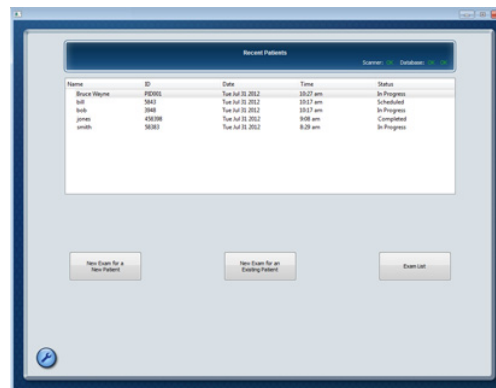 Recent Patients
Scanner: OK Database: OK OK
Name ID Date Time Status
Bruce Wayne PID001 Tue Jul 31 2012 10:27 am In Progress
bill 5843 Tue Jul 31 2012 10:17 am Scheduled
bob 3948 Tue Jul 31 2012 10:17 am In Progress
jones 458398 Tue Jul 31 2012 9:08 am Completed
smith 58383 Tue Jul 31 2012 8:29 am In Progress
New Exam for a
New Patient
New Exam for an
Existing Patient
Exam List